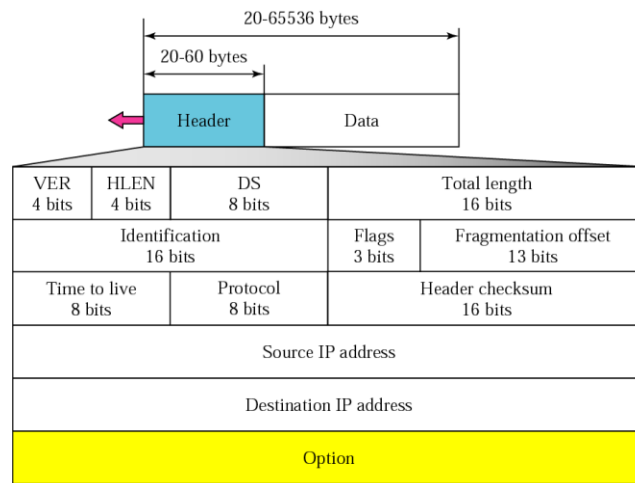 20-65536 bytes
20-60 bytes
Header
Data
VER
4 bits
HLEN
4 bits
DS
8 bits
Total length
16 bits
Identification
16 bits
Flags
3 bits
Fragmentation offset
13 bits
Time to live
8 bits
Protocol
8 bits
Header checksum
16 bits
Source IP address
Destination IP address
Option